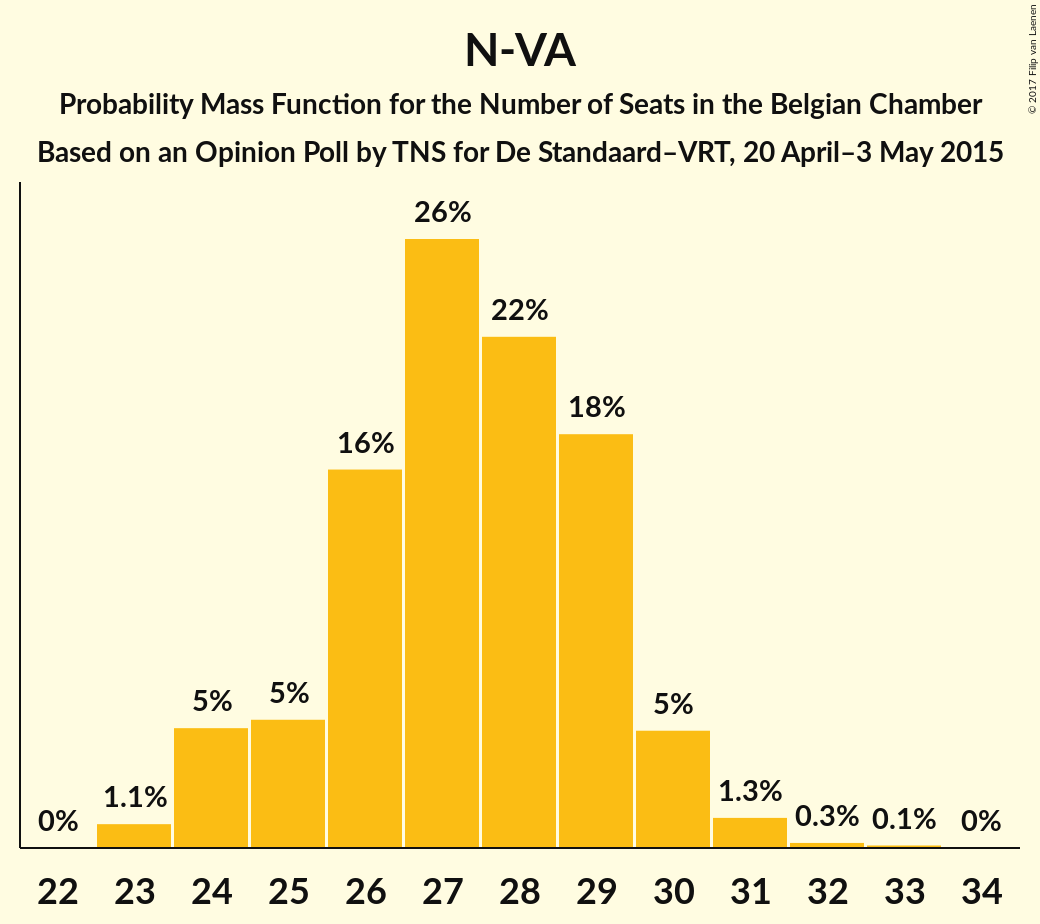 N-VA
Probability Mass Function for the Number of Seats in the Belgian Chamber
Based on an Opinion Poll by TNS for De Standaard–VRT, 20 April–3 May 2015
© 2017 Filip van Laenen
0% 1.1% 5% 5% 16% 26% 22% 18% 5% 1.3% 0.3% 0.1% 0%
22 23 24 25 26 27 28 29 30 31 32 33 34